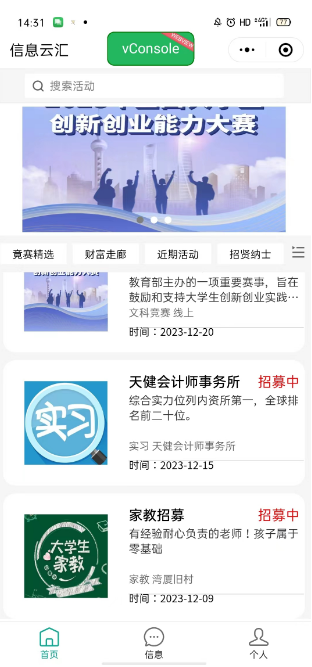 14:31
HD
77
信息云汇
vConsole
搜索活动
创新创业能力大赛
竞赛精选
财富走廊
近期活动
招贤纳士
教育部主办的一项重要赛事，旨在
鼓励和支持大学生创新创业实践…
文科竞赛 线上
时间：2023-12-20
实习
天健会计师事务所
招募中
综合实力位列内资所第一，全球排
名前二十位。
实习 天健会计师事务所
时间：2023-12-15
大学生
家教
家教招募
招募中
有经验耐心负责的老师！孩子属于
零基础
家教 湾厦旧村
时间：2023-12-09
首页
信息
个人